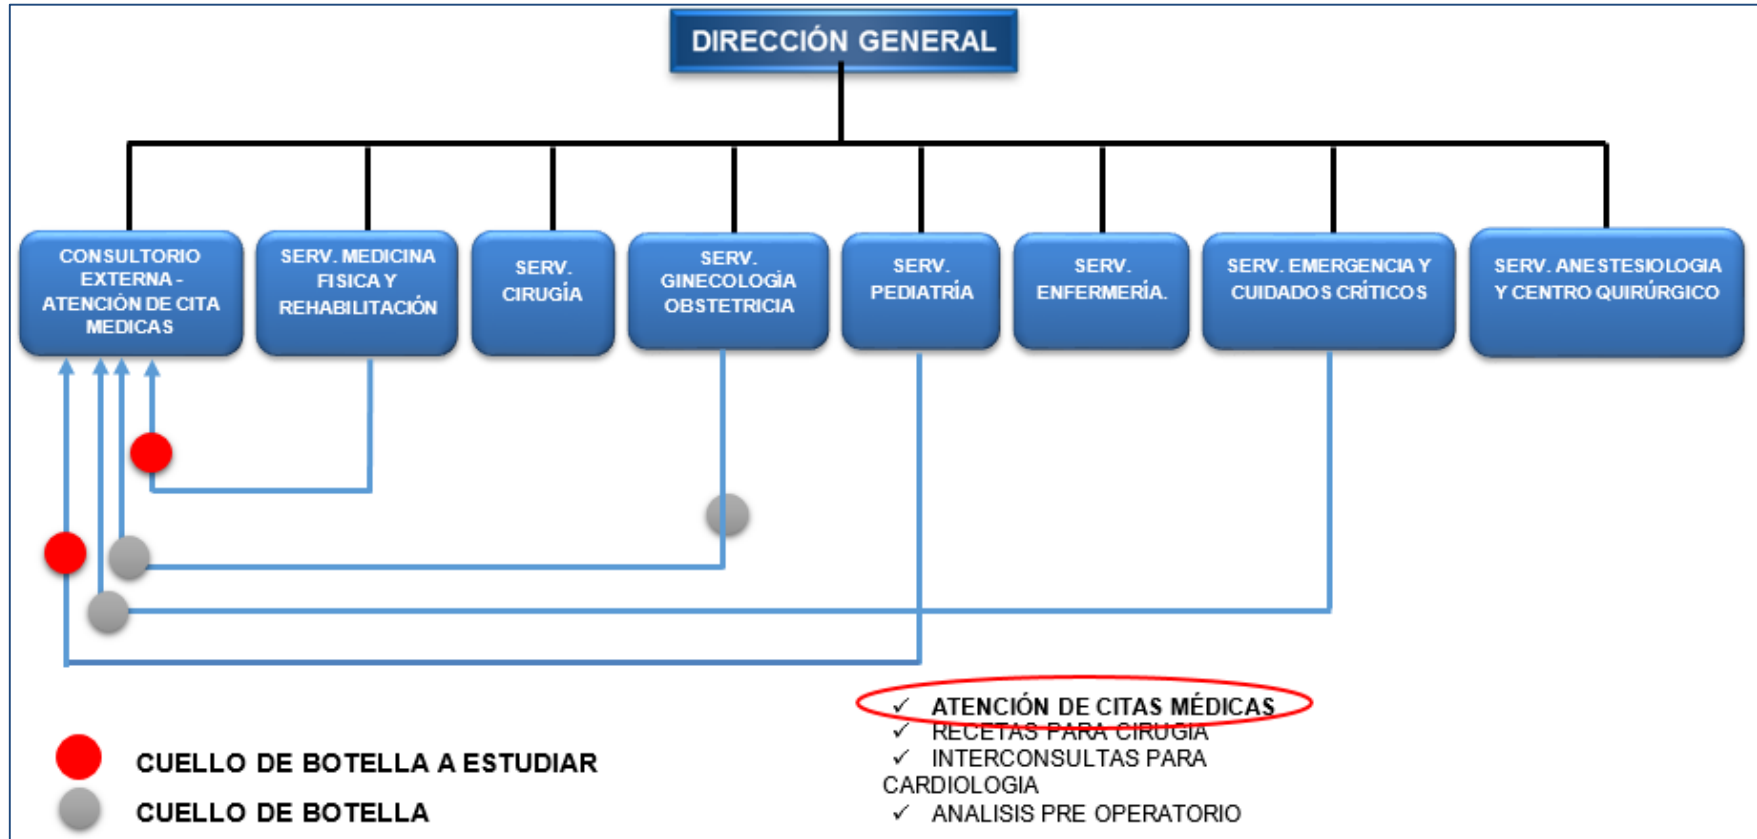 DIRECCIÓN GENERAL
CONSULTORIO
EXTERNA -
ATENCIÓN DE CITA
MEDICAS
SERV. MEDICINA
FISICA Y
REHABILITACIÓN
SERV.
CIRUGÍA
SERV.
GINECOLOGÍA
OBSTETRICIA
SERV.
PEDIATRÍA
SERV.
ENFERMERÍA.
SERV. EMERGENCIA Y
CUIDADOS CRÍTICOS
SERV. ANESTESIOLOGIA
Y CENTRO QUIRÚRGICO
✓ ATENCIÓN DE CITAS MÉDICAS
✓ RECETAS PARA CIRUGIA
✓ INTERCONSULTAS PARA
CARDIOLOGIA
✓ ANALISIS PRE OPERATORIO
CUELLO DE BOTELLA A ESTUDIAR
CUELLO DE BOTELLA